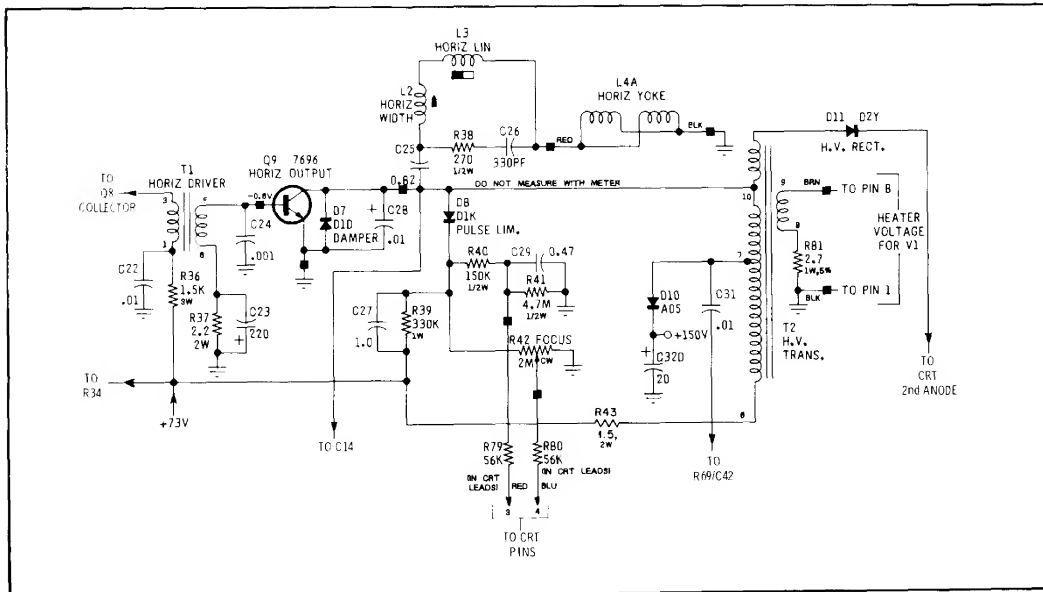 L3
HORIZ LIN
L2
HORIZ
WIDTH
L4A
HORIZ YOKE
RED
BLK
R38
270
1/2W
C26
330PF
C25
0.82
D11 D2Y
H.V. RECT.
TO
Q8
COLLECTOR
T1
HORIZ DRIVER
3
1
5
6
Q9 7696
HORIZ OUTPUT
-0.6V
C24
.001
D7
D1D
DAMPER
+
C28
.01
DO NOT MEASURE WITH METER
D8
D1K
PULSE LIM.
C22
.01
R36
1.5K
3W
R37
2.2
2W
C23
220
+
R40
150K
1/2W
C29
0.47
R41
4.7M
1/2W
C27
1.0
R39
330K
1W
R42 FOCUS
2M
CW
D10
A05
+150V
+
C32D
20
C31
.01
10
7
6
9
8
BRN
TO PIN 8
R81
2.7
1W,5%
BLK
TO PIN 1
HEATER
VOLTAGE
FOR V1
T2
H.V.
TRANS.
TO
CRT
2nd ANODE
TO
R34
+73V
TO C14
R43
1.5,
2W
R79
56K
(IN CRT
LEADS)
RED
R80
56K
(IN CRT LEADS)
BLU
3
4
TO CRT
PINS
TO
R69/C42